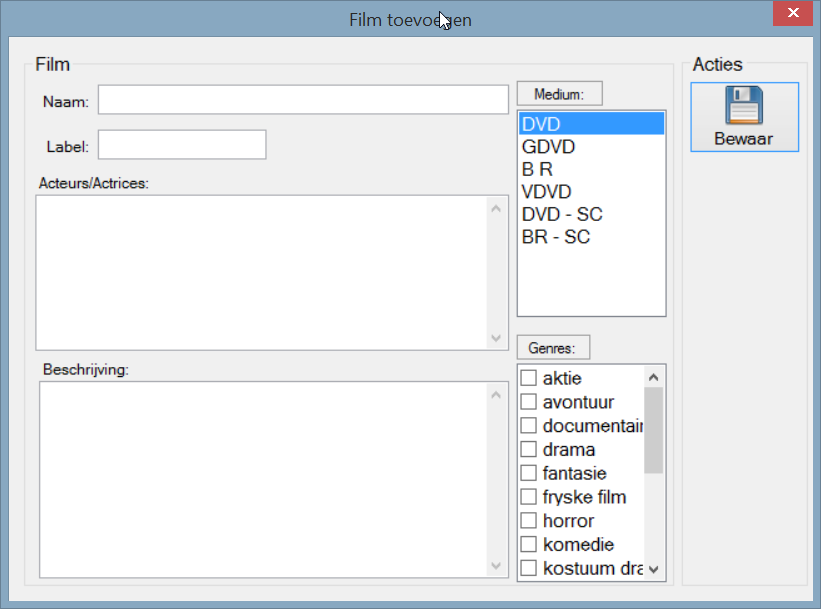 Film toevoegen
Film
Naam:
Label:
Acteurs/Actrices:
Beschrijving:
Medium:
DVD
GDVD
B R
VDVD
DVD - SC
BR - SC
Genres:
aktie
avontuur
documentair
drama
fantasie
fryske film
horror
komedie
kostuum dra
Acties
Bewaar